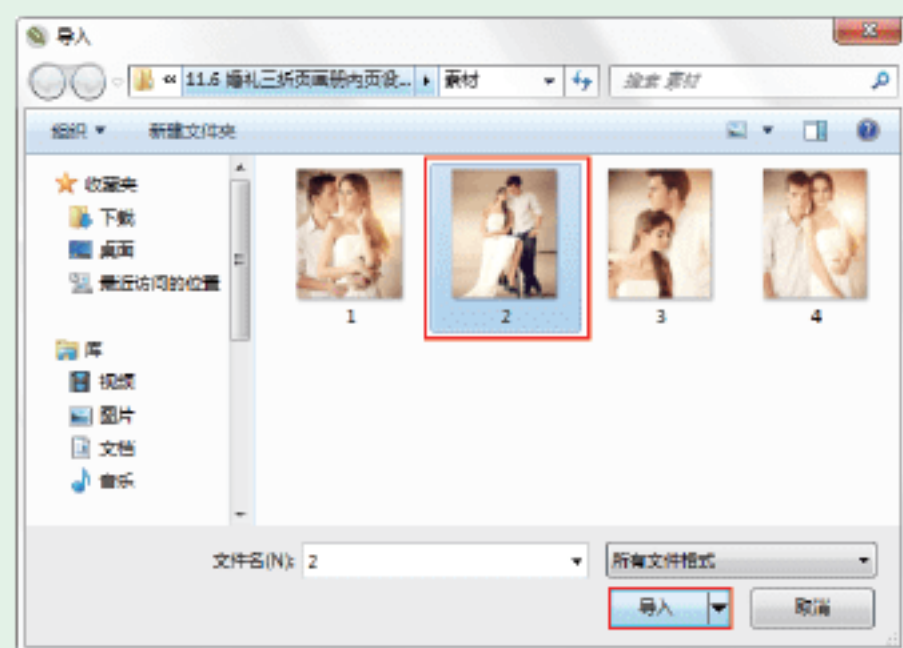 导入
« 11.6 婚礼三折页画册内页设... ▸ 素材
搜索 素材
组织 ▼ 新建文件夹
收藏夹
下载
桌面
最近访问的位置
库
视频
图片
文档
音乐
1 2 3 4
文件名(N): 2
所有文件格式
导入 取消